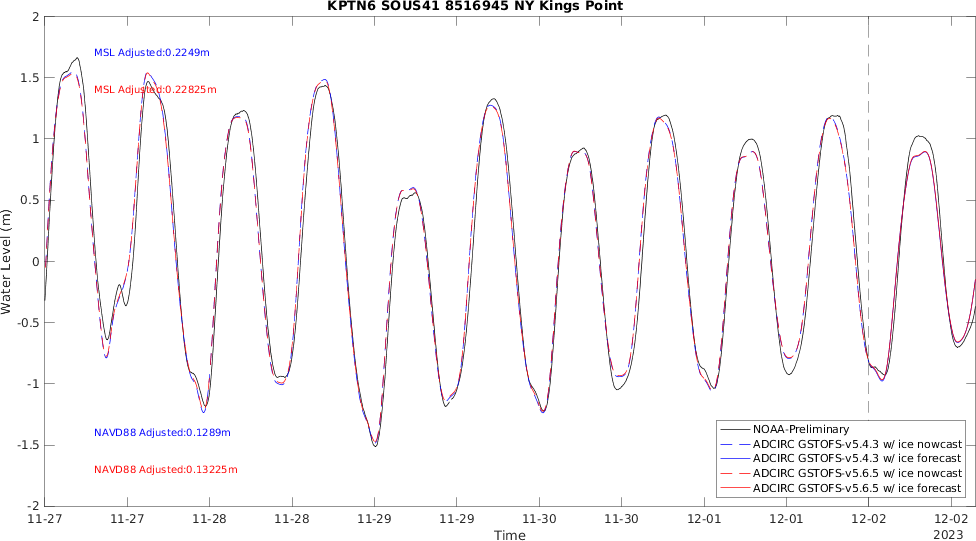 KPTN6 SOUS41 8516945 NY Kings Point
2
1.5
1
0.5
0
-0.5
-1
-1.5
-2
Water Level (m)
MSL Adjusted:0.2249m
MSL Adjusted:0.22825m
NAVD88 Adjusted:0.1289m
NAVD88 Adjusted:0.13225m
NOAA-Preliminary
ADCIRC GSTOFS-v5.4.3 w/ ice nowcast
ADCIRC GSTOFS-v5.4.3 w/ ice forecast
ADCIRC GSTOFS-v5.6.5 w/ ice nowcast
ADCIRC GSTOFS-v5.6.5 w/ ice forecast
11-27 11-27 11-28 11-28 11-29 11-29 11-30 11-30 12-01 12-01 12-02 12-02
Time 2023